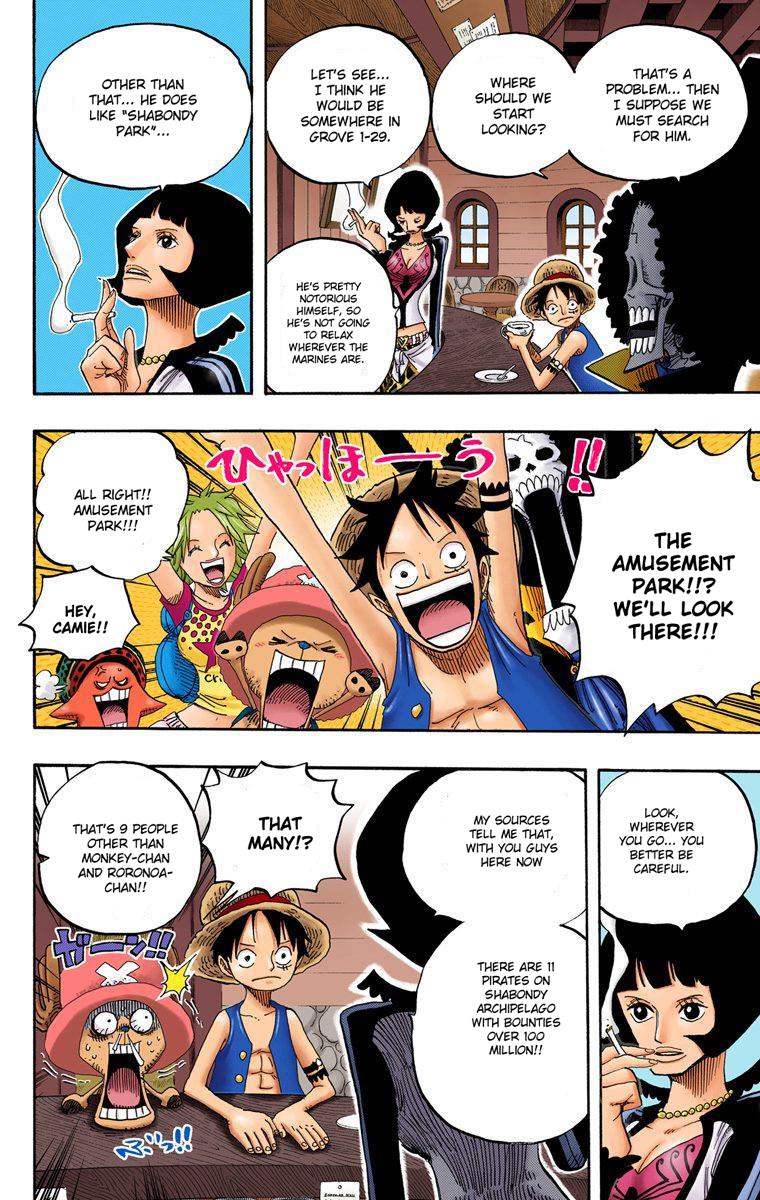 THAT'S A
PROBLEM... THEN
I SUPPOSE WE
MUST SEARCH
FOR HIM.
WHERE
SHOULD WE
START
LOOKING?
LET'S SEE...
I THINK HE
WOULD BE
SOMEWHERE IN
GROVE 1-29.
HE'S PRETTY
NOTORIOUS
HIMSELF, SO
HE'S NOT GOING
TO RELAX
WHEREVER THE
MARINES ARE.
OTHER THAN
THAT... HE DOES
LIKE "SHABONDY
PARK"...
THE
AMUSEMENT
PARK!!?
WE'LL LOOK
THERE!!!
ひゃっほーう!!
ALL RIGHT!!
AMUSEMENT
PARK!!!
HEY,
CAMIE!!
LOOK,
WHEREVER
YOU GO... YOU
BETTER BE
CAREFUL.
MY SOURCES
TELL ME THAT,
WITH YOU GUYS
HERE NOW
THERE ARE 11
PIRATES ON
SHABONDY
ARCHIPELAGO
WITH BOUNTIES
OVER 100
MILLION!!
THAT
MANY!?
THAT'S 9 PEOPLE
OTHER THAN
MONKEY-CHAN
AND RORONOA-
CHAN!!
ガーン!!
ぶっ!!